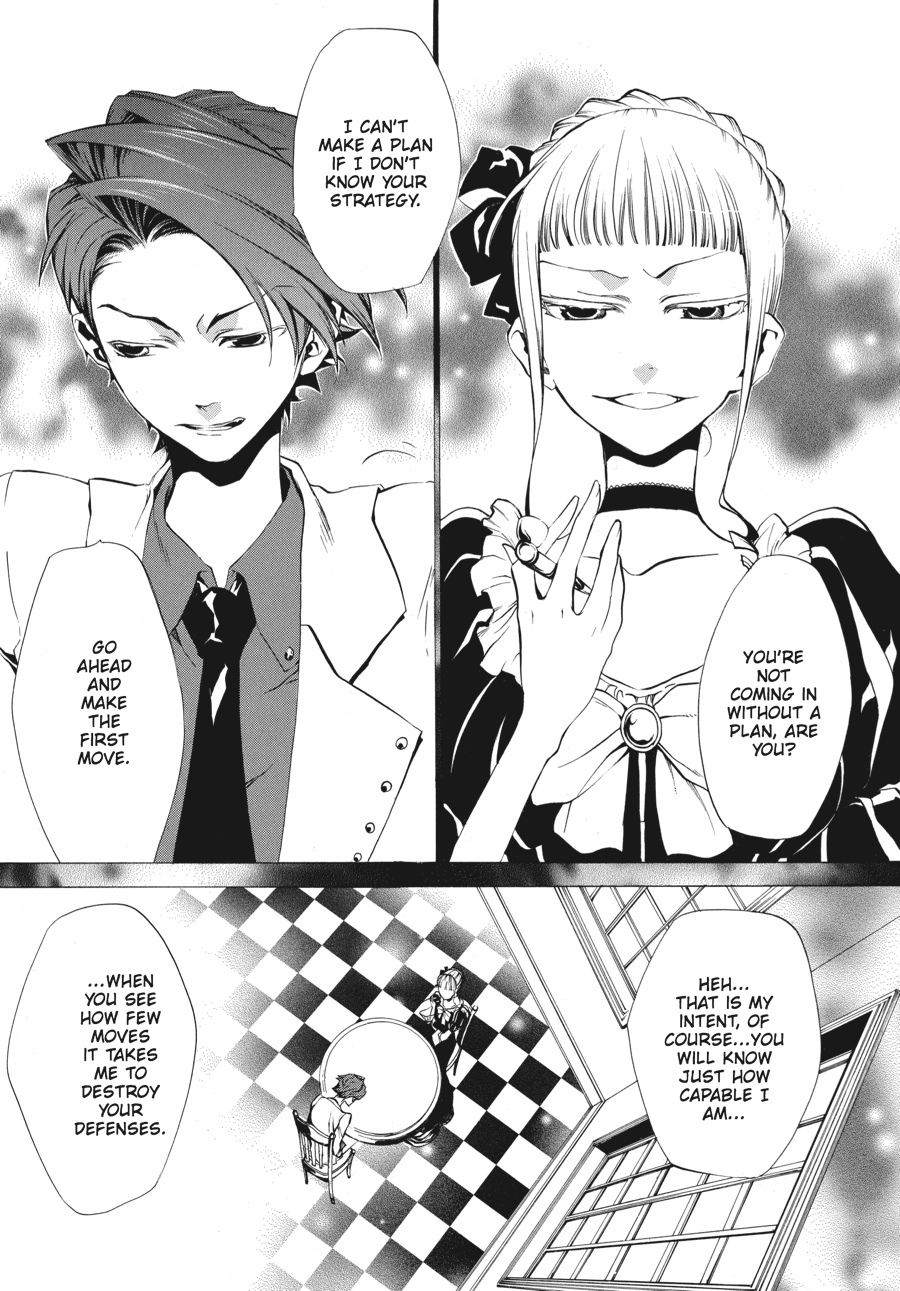 YOU'RE
NOT
COMING IN
WITHOUT A
PLAN, ARE
YOU?
I CAN'T
MAKE A PLAN
IF I DON'T
KNOW YOUR
STRATEGY.
GO
AHEAD
AND
MAKE
THE
FIRST
MOVE.
HEH...
THAT IS MY
INTENT, OF
COURSE...YOU
WILL KNOW
JUST HOW
CAPABLE I
AM...
...WHEN
YOU SEE
HOW FEW
MOVES
IT TAKES
ME TO
DESTROY
YOUR
DEFENSES.